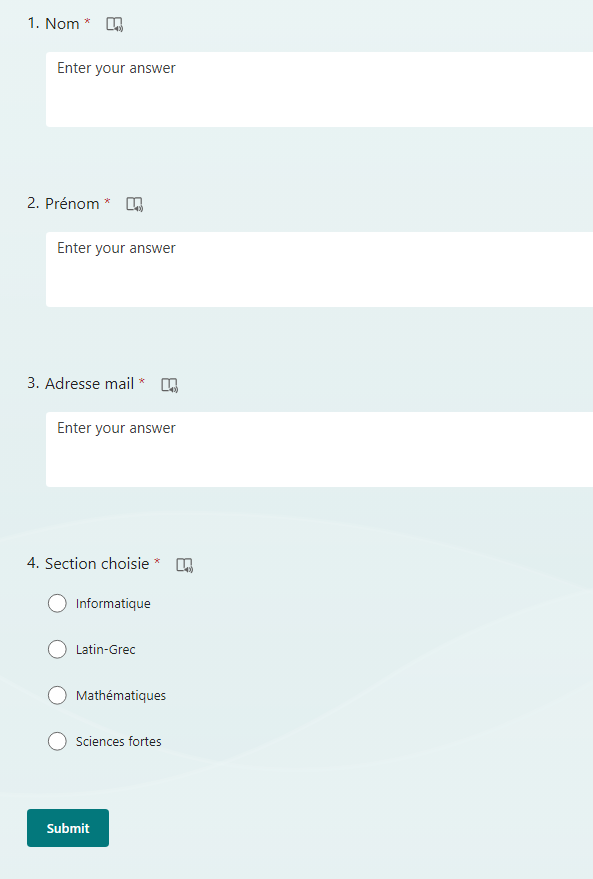 1. Nom *
Enter your answer
2. Prénom *
Enter your answer
3. Adresse mail *
Enter your answer
4. Section choisie *
Informatique
Latin-Grec
Mathématiques
Sciences fortes
Submit